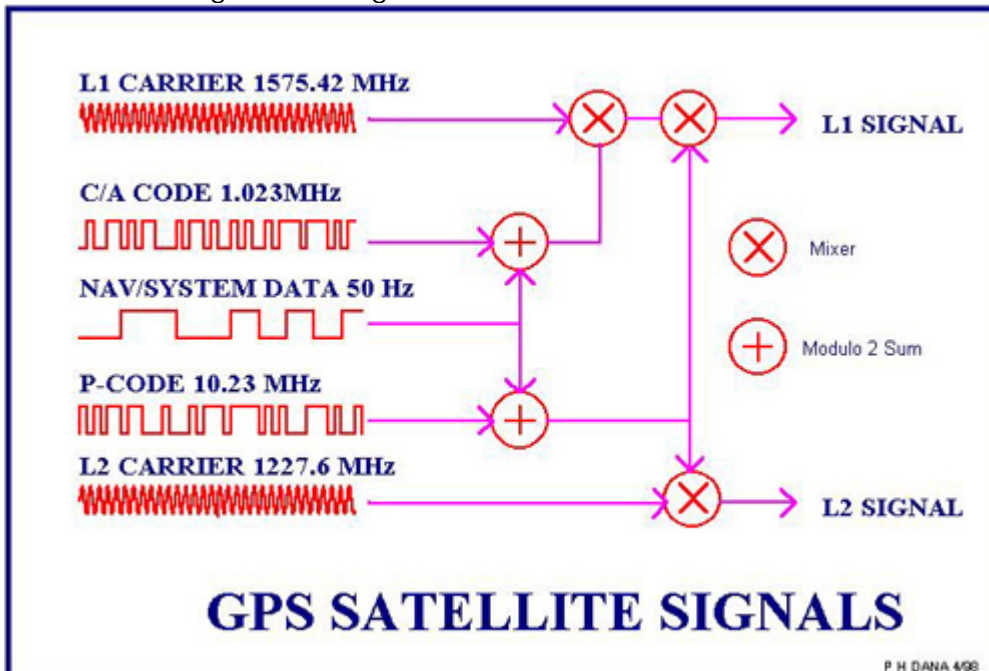 L1 CARRIER 1575.42 MHz
L1 SIGNAL
C/A CODE 1.023MHz
Mixer
NAV/SYSTEM DATA 50 Hz
Modulo 2 Sum
P-CODE 10.23 MHz
L2 CARRIER 1227.6 MHz
L2 SIGNAL
GPS SATELLITE SIGNALS
P H DANA 4/98